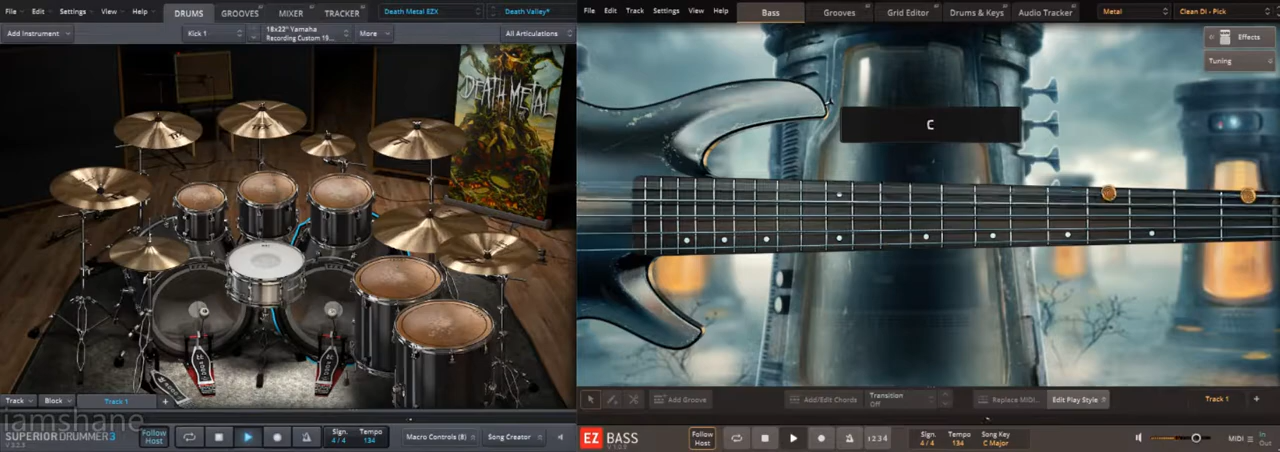 File Edit View Help DRUMS GROOVES MIXER TRACKER Death Metal EZX Death Valley*
Add Instrument Kick 1 18x22" Yamaha More All Articulations
Recording Custom 19...
DEATH METAL
Track Block Track 1 +
iamshane
SUPERIOR DRUMMER 3
Follow Host
Sign. 4/4 Tempo 134
Macro Controls (8) Song Creator
File Edit Track Settings View Help Bass Grooves Grid Editor Drums & Keys Audio Tracker Metal Clean DI - Pick
Effects
Tuning
C
Add Groove Add/Edit Chords Transition Off Replace MIDI... Edit Play Style Track 1 +
EZ BASS
Follow Host
1234
Sign. 4/4 Tempo 134 Song Key C Major
MIDI In Out